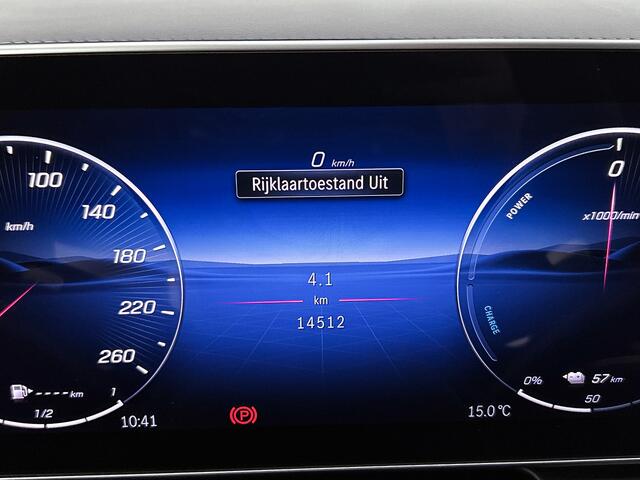 0 km/h
Rijklaartoestand Uit
100
140
180
220
260
km/h
1/2
1
---- km
10:41
4.1
km
14512
P
0
x1000/min
POWER
CHARGE
0%
57 km
50
15.0 °C